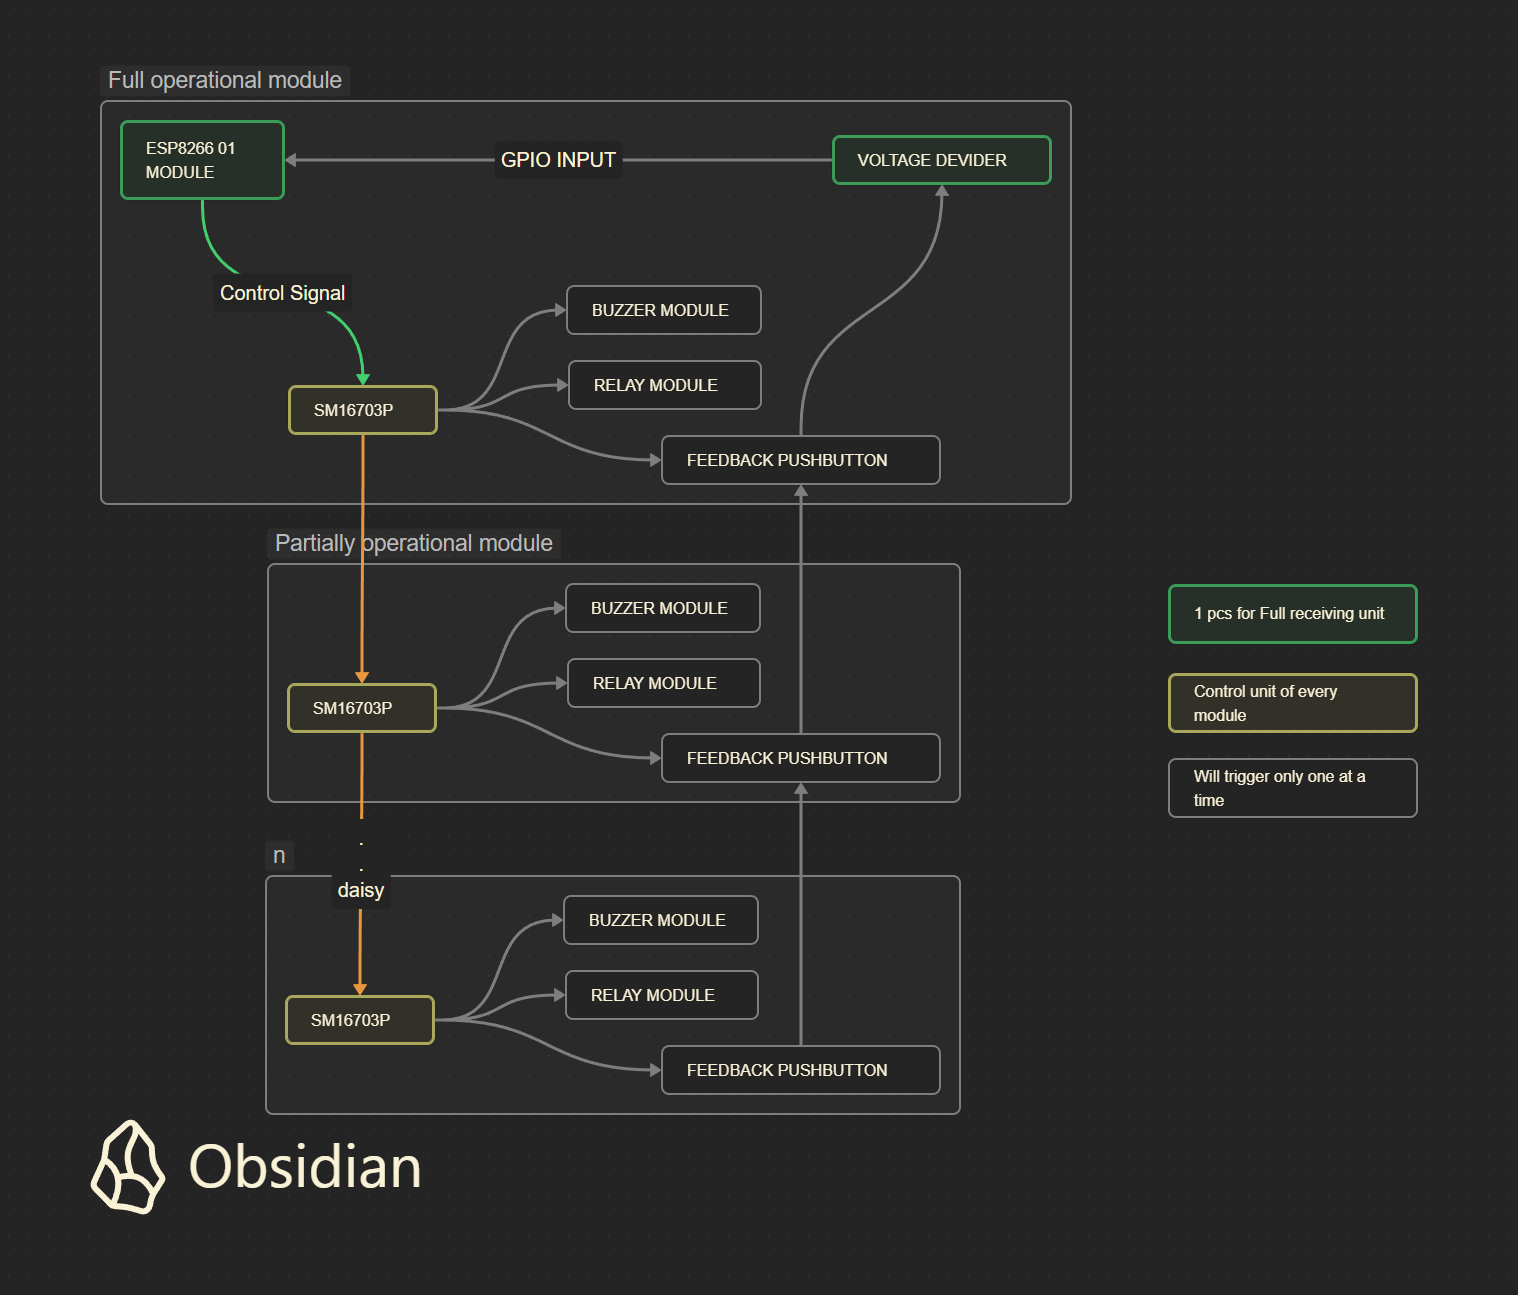 Full operational module
ESP8266 01
MODULE
GPIO INPUT
VOLTAGE DEVIDER
Control Signal
BUZZER MODULE
RELAY MODULE
SM16703P
FEEDBACK PUSHBUTTON
Partially operational module
BUZZER MODULE
RELAY MODULE
SM16703P
FEEDBACK PUSHBUTTON
1 pcs for Full receiving unit
Control unit of every
module
Will trigger only one at a
time
.
.
n
daisy
BUZZER MODULE
RELAY MODULE
SM16703P
FEEDBACK PUSHBUTTON
Obsidian